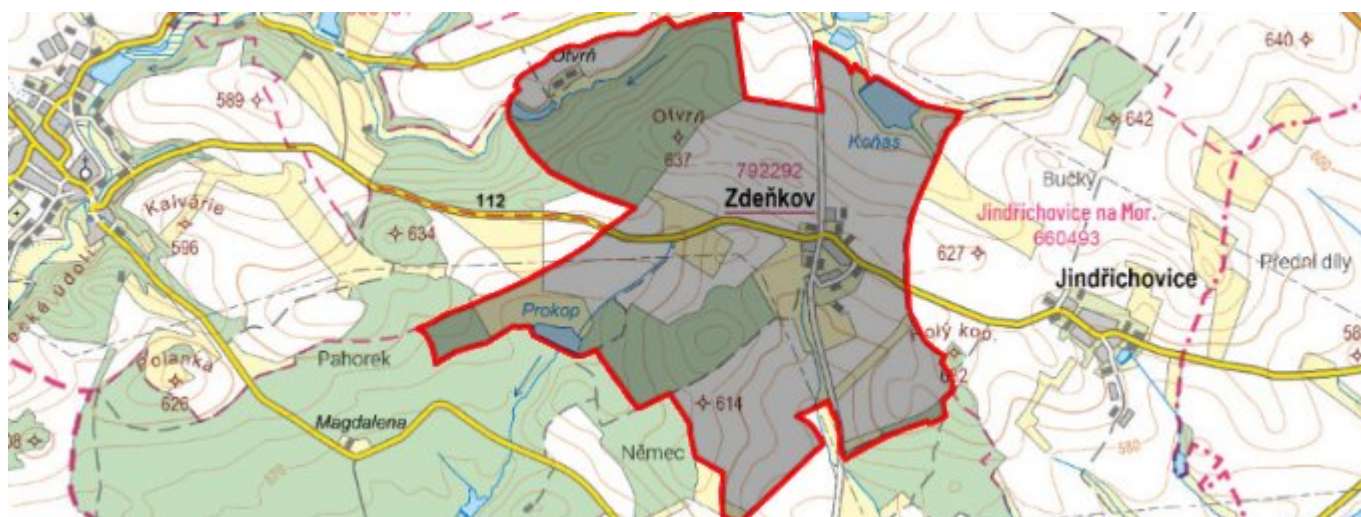 640
Otvrň
589
642
Otvrň
637
Koňas
792292
Zdeňkov
Bučky
112
Kalvárie
596
634
Jindřichovice na Mor.
660493
627
Přední díly
Jindřichovice
Prokop
Pahorek
626
614
Magdalena
Němec
570
580